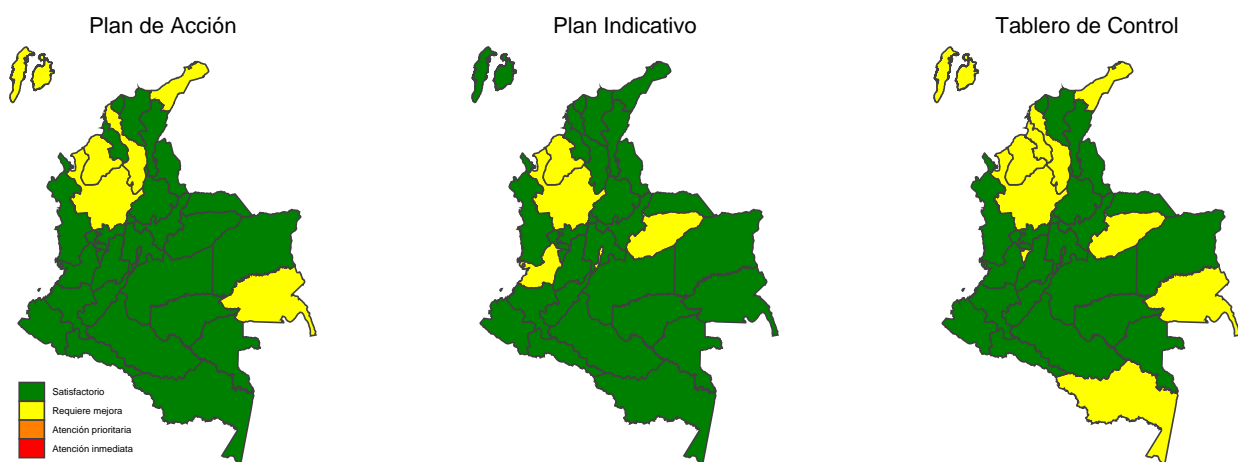 Plan de Acción
Plan Indicativo
Tablero de Control
Satisfactorio
Requiere mejora
Atención prioritaria
Atención inmediata